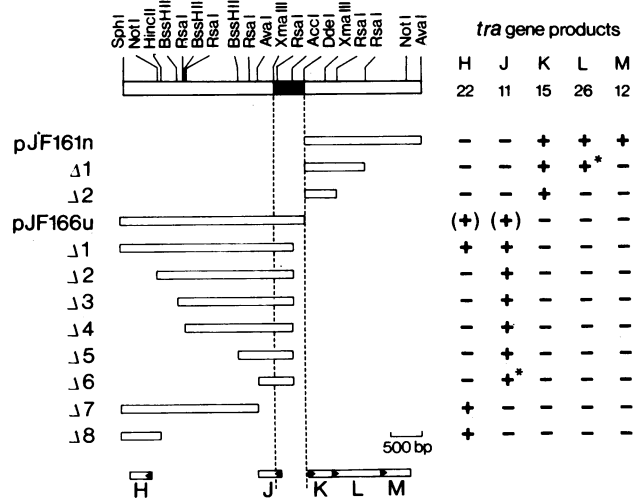 SphI NotI HincII BssHII RsaI BssHII RsaI BssHII RsaI AvaI XmaIII RsaI AccI DdeI XmaIII RsaI RsaI NotI AvaI
tra gene products
H J K L M
22 11 15 26 12
pJF161n − − + + +
Δ1 − − + +* −
Δ2 − − + − −
pJF166u (+) (+) − − −
Δ1 + + − − −
Δ2 − + − − −
Δ3 − + − − −
Δ4 − + − − −
Δ5 − + − − −
Δ6 − +* − − −
Δ7 + − − − −
Δ8 + − − − −
500 bp
H J K L M